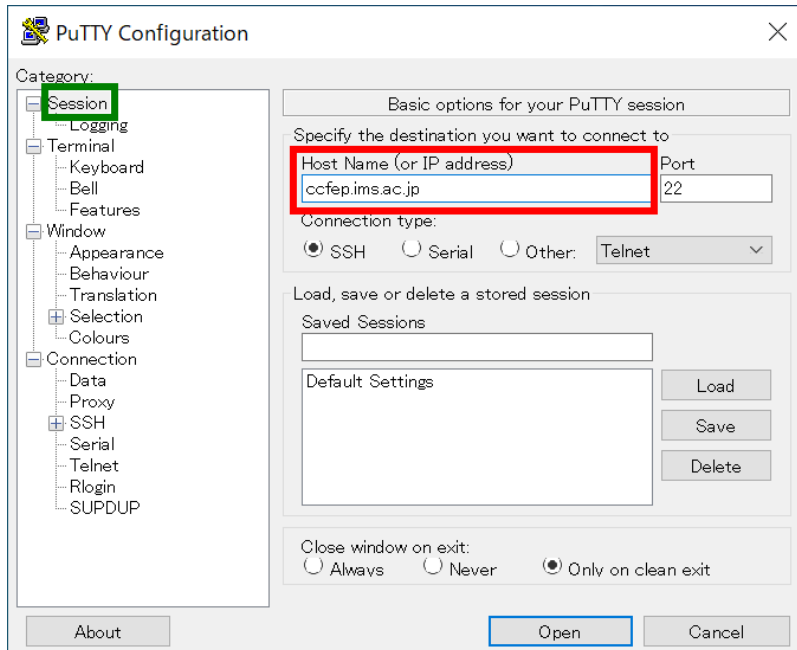 PuTTY Configuration
Category:
Session
Logging
Terminal
Keyboard
Bell
Features
Window
Appearance
Behaviour
Translation
Selection
Colours
Connection
Data
Proxy
SSH
Serial
Telnet
Rlogin
SUPDUP
Basic options for your PuTTY session
Specify the destination you want to connect to
Host Name (or IP address) Port
ccfep.ims.ac.jp 22
Connection type:
SSH Serial Other: Telnet
Load, save or delete a stored session
Saved Sessions
Default Settings
Load
Save
Delete
Close window on exit:
Always Never Only on clean exit
About Open Cancel